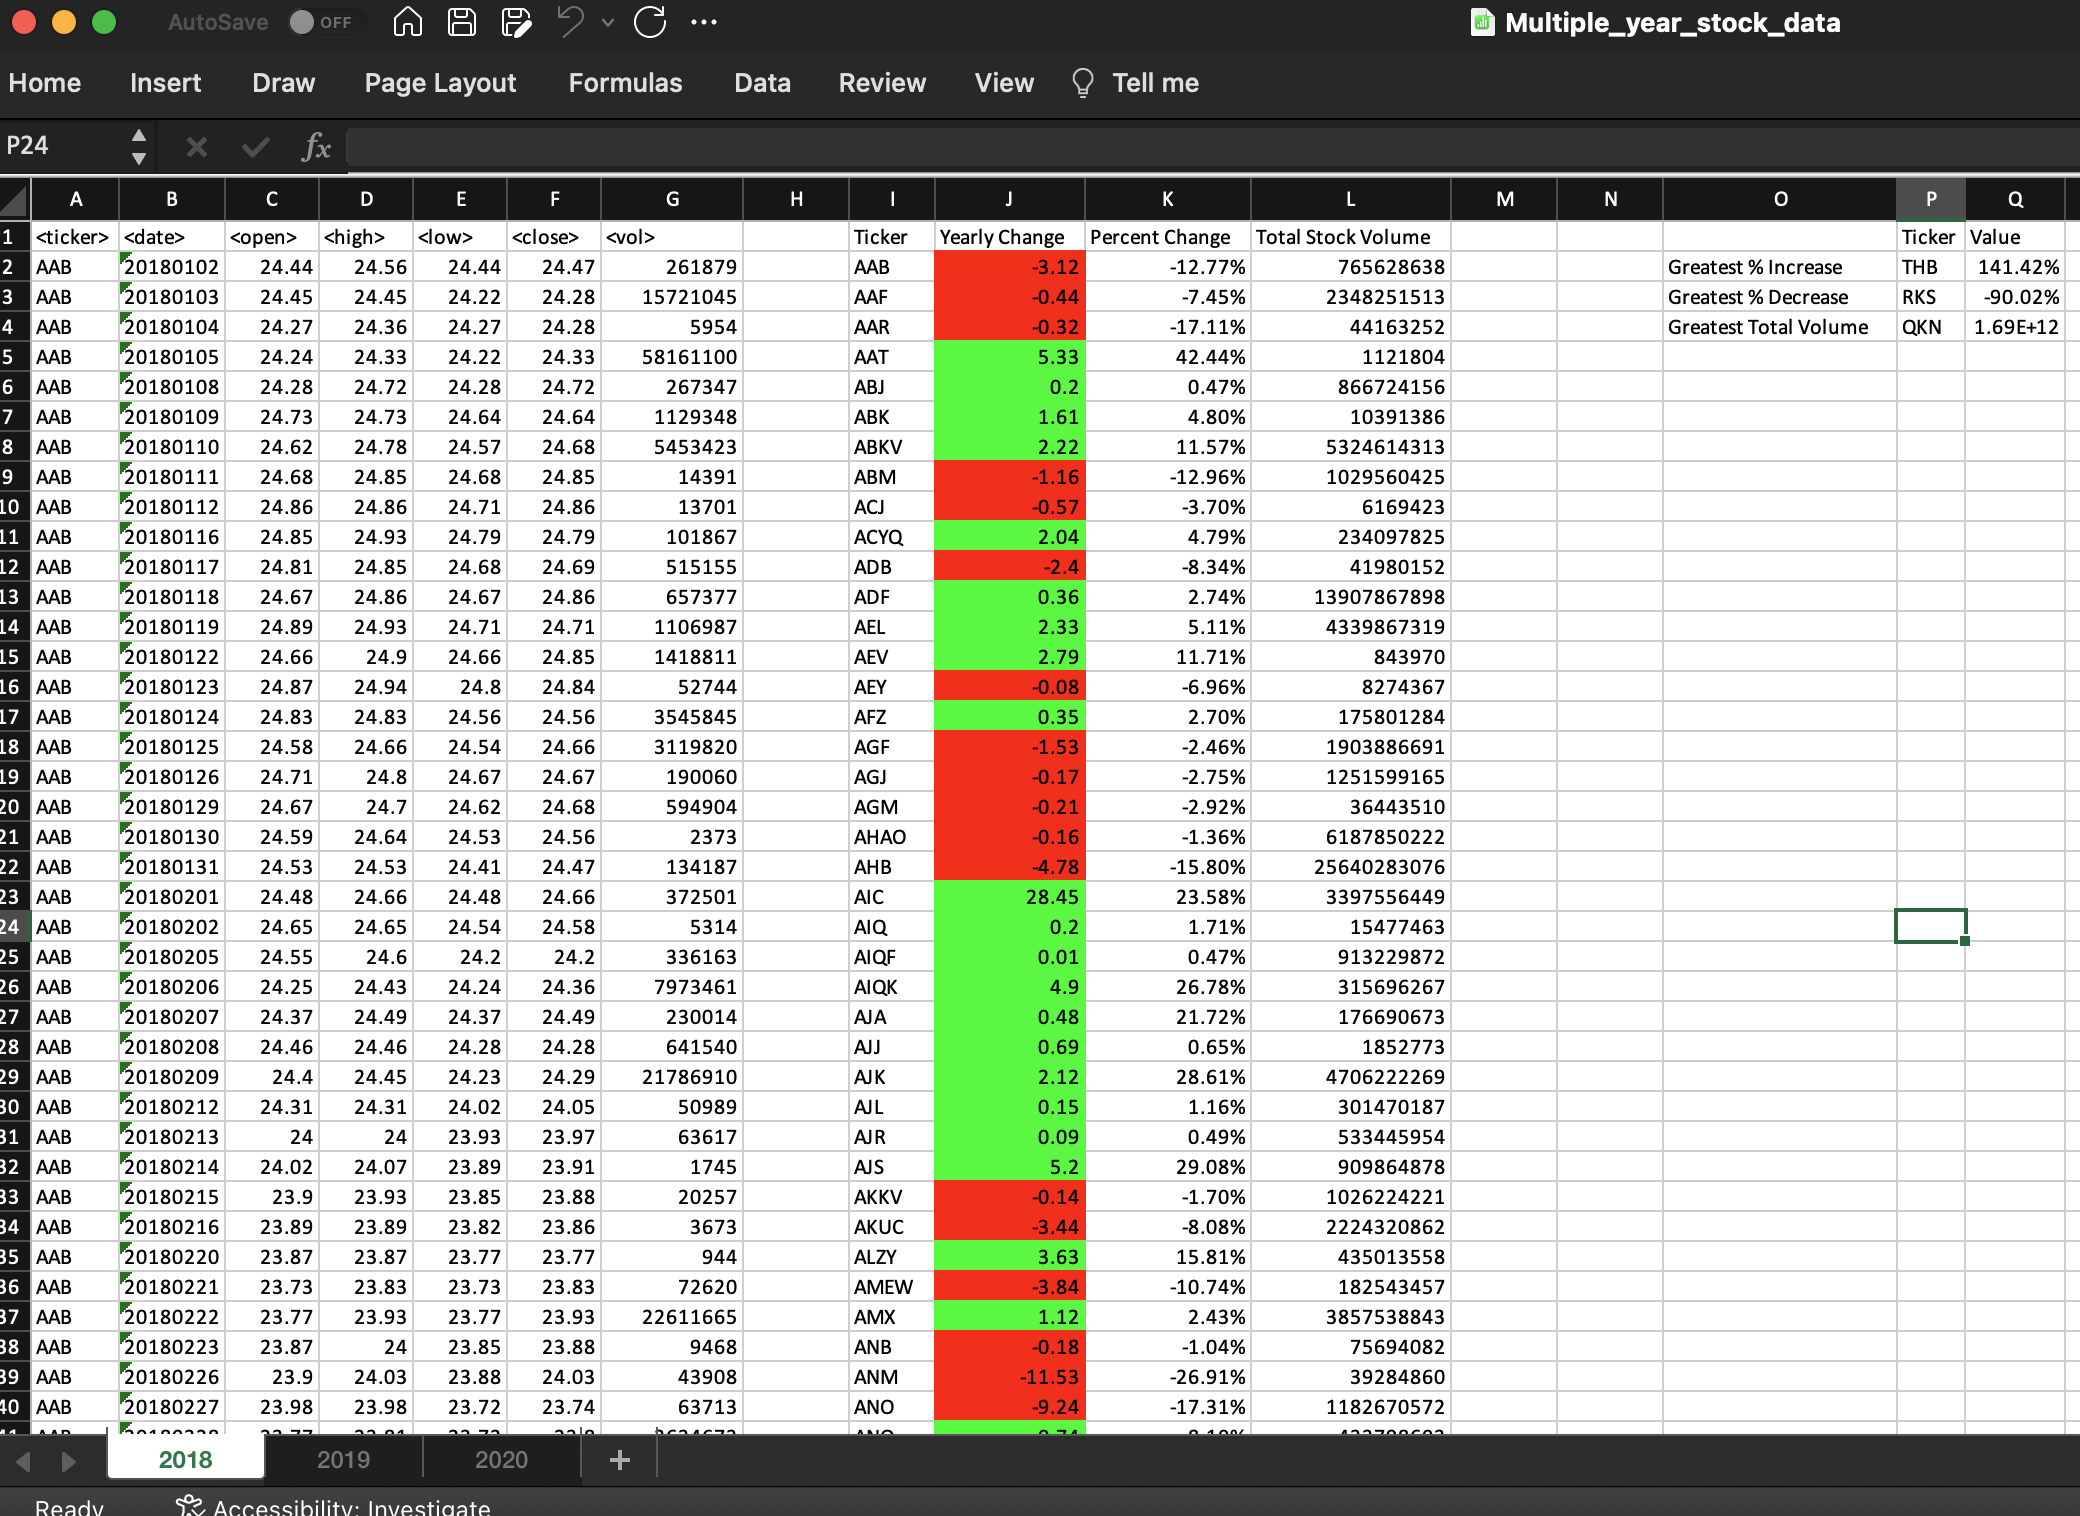 AutoSave OFF Multiple_year_stock_data
Home Insert Draw Page Layout Formulas Data Review View Tell me
P24 fx
A B C D E F G H I J K L M N O P Q
1 <ticker> <date> <open> <high> <low> <close> <vol> Ticker Yearly Change Percent Change Total Stock Volume Ticker Value
2 AAB 20180102 24.44 24.56 24.44 24.47 261879 AAB -3.12 -12.77% 765628638 Greatest % Increase THB 141.42%
3 AAB 20180103 24.45 24.45 24.22 24.28 15721045 AAF -0.44 -7.45% 2348251513 Greatest % Decrease RKS -90.02%
4 AAB 20180104 24.27 24.36 24.27 24.28 5954 AAR -0.32 -17.11% 44163252 Greatest Total Volume QKN 1.69E+12
5 AAB 20180105 24.24 24.33 24.22 24.33 58161100 AAT 5.33 42.44% 1121804
6 AAB 20180108 24.28 24.72 24.28 24.72 267347 ABJ 0.2 0.47% 866724156
7 AAB 20180109 24.73 24.73 24.64 24.64 1129348 ABK 1.61 4.80% 10391386
8 AAB 20180110 24.62 24.78 24.57 24.68 5453423 ABKV 2.22 11.57% 5324614313
9 AAB 20180111 24.68 24.85 24.68 24.85 14391 ABM -1.16 -12.96% 1029560425
10 AAB 20180112 24.86 24.86 24.71 24.86 13701 ACJ -0.57 -3.70% 6169423
11 AAB 20180116 24.85 24.93 24.79 24.79 101867 ACYQ 2.04 4.79% 234097825
12 AAB 20180117 24.81 24.85 24.68 24.69 515155 ADB -2.4 -8.34% 41980152
13 AAB 20180118 24.67 24.86 24.67 24.86 657377 ADF 0.36 2.74% 13907867898
14 AAB 20180119 24.89 24.93 24.71 24.71 1106987 AEL 2.33 5.11% 4339867319
15 AAB 20180122 24.66 24.9 24.66 24.85 1418811 AEV 2.79 11.71% 843970
16 AAB 20180123 24.87 24.94 24.8 24.84 52744 AEY -0.08 -6.96% 8274367
17 AAB 20180124 24.83 24.83 24.56 24.56 3545845 AFZ 0.35 2.70% 175801284
18 AAB 20180125 24.58 24.66 24.54 24.66 3119820 AGF -1.53 -2.46% 1903886691
19 AAB 20180126 24.71 24.8 24.67 24.67 190060 AGJ -0.17 -2.75% 1251599165
20 AAB 20180129 24.67 24.7 24.62 24.68 594904 AGM -0.21 -2.92% 36443510
21 AAB 20180130 24.59 24.64 24.53 24.56 2373 AHAO -0.16 -1.36% 6187850222
22 AAB 20180131 24.53 24.53 24.41 24.47 134187 AHB -4.78 -15.80% 25640283076
23 AAB 20180201 24.48 24.66 24.48 24.66 372501 AIC 28.45 23.58% 3397556449
24 AAB 20180202 24.65 24.65 24.54 24.58 5314 AIQ 0.2 1.71% 15477463
25 AAB 20180205 24.55 24.6 24.2 24.2 336163 AIQF 0.01 0.47% 913229872
26 AAB 20180206 24.25 24.43 24.24 24.36 7973461 AIQK 4.9 26.78% 315696267
27 AAB 20180207 24.37 24.49 24.37 24.49 230014 AJA 0.48 21.72% 176690673
28 AAB 20180208 24.46 24.46 24.28 24.28 641540 AJJ 0.69 0.65% 1852773
29 AAB 20180209 24.4 24.45 24.23 24.29 21786910 AJK 2.12 28.61% 4706222269
30 AAB 20180212 24.31 24.31 24.02 24.05 50989 AJL 0.15 1.16% 301470187
31 AAB 20180213 24 24 23.93 23.97 63617 AJR 0.09 0.49% 533445954
32 AAB 20180214 24.02 24.07 23.89 23.91 1745 AJS 5.2 29.08% 909864878
33 AAB 20180215 23.9 23.93 23.85 23.88 20257 AKKV -0.14 -1.70% 1026224221
34 AAB 20180216 23.89 23.89 23.82 23.86 3673 AKUC -3.44 -8.08% 2224320862
35 AAB 20180220 23.87 23.87 23.77 23.77 944 ALZY 3.63 15.81% 435013558
36 AAB 20180221 23.73 23.83 23.73 23.83 72620 AMEW -3.84 -10.74% 182543457
37 AAB 20180222 23.77 23.93 23.77 23.93 22611665 AMX 1.12 2.43% 3857538843
38 AAB 20180223 23.87 24 23.85 23.88 9468 ANB -0.18 -1.04% 75694082
39 AAB 20180226 23.9 24.03 23.88 24.03 43908 ANM -11.53 -26.91% 39284860
40 AAB 20180227 23.98 23.98 23.72 23.74 63713 ANO -9.24 -17.31% 1182670572
2018 2019 2020 +
Ready Accessibility: Investigate